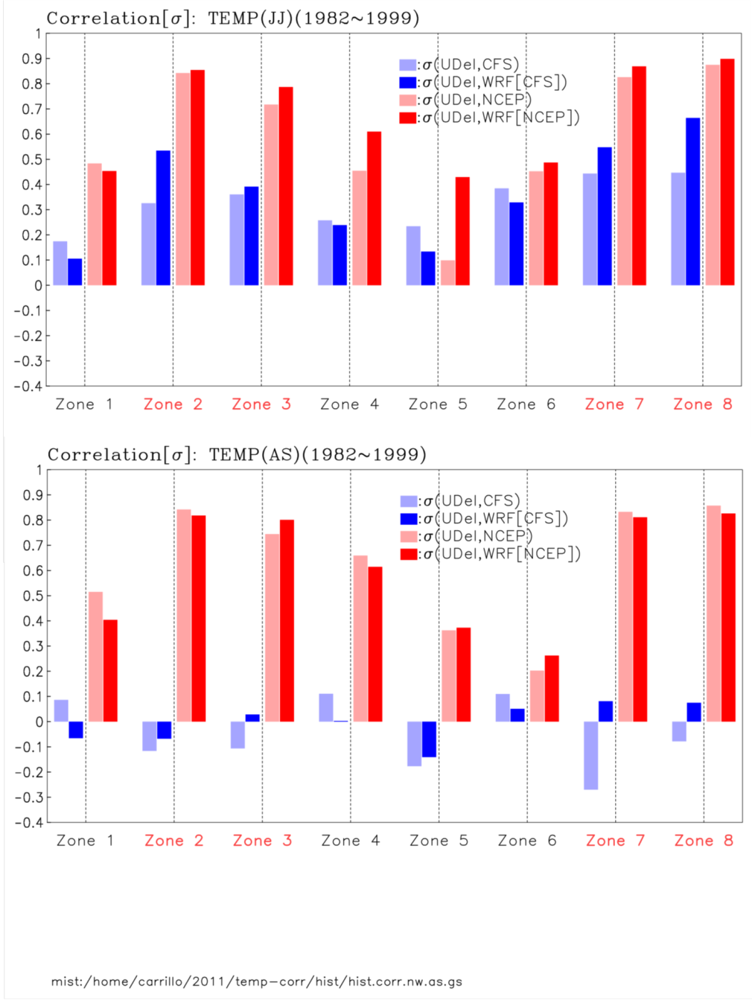 Correlation[σ]: TEMP(JJ)(1982~1999)
1
0.9
0.8
0.7
0.6
0.5
0.4
0.3
0.2
0.1
0
-0.1
-0.2
-0.3
-0.4
:σ(UDel,CFS)
:σ(UDel,WRF[CFS])
:σ(UDel,NCEP)
:σ(UDel,WRF[NCEP])
Zone 1 Zone 2 Zone 3 Zone 4 Zone 5 Zone 6 Zone 7 Zone 8
Correlation[σ]: TEMP(AS)(1982~1999)
1
0.9
0.8
0.7
0.6
0.5
0.4
0.3
0.2
0.1
0
-0.1
-0.2
-0.3
-0.4
:σ(UDel,CFS)
:σ(UDel,WRF[CFS])
:σ(UDel,NCEP)
:σ(UDel,WRF[NCEP])
Zone 1 Zone 2 Zone 3 Zone 4 Zone 5 Zone 6 Zone 7 Zone 8
mist:/home/carrillo/2011/temp-corr/hist/hist.corr.nw.as.gs